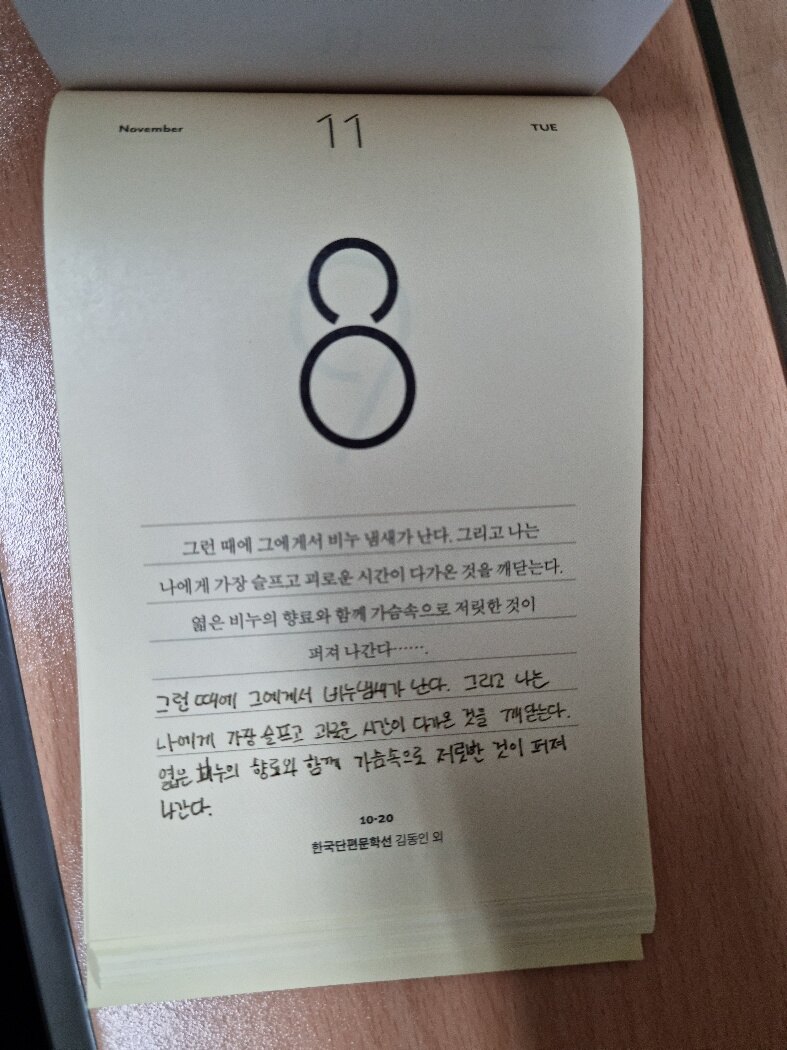 November 11 TUE
8
그런 때에 그에게서 비누 냄새가 난다. 그리고 나는
나에게 가장 슬프고 괴로운 시간이 다가온 것을 깨닫는다.
엷은 비누의 향료와 함께 가슴속으로 저릿한 것이
퍼져 나간다…….
그런 때에 그에게서 비누냄새가 난다. 그리고 나는
나에게 가장 슬프고 괴로운 시간이 다가온 것을 깨닫는다.
엷은 비누의 향료와 함께 가슴속으로 것이 퍼져
나간다.
10·20
한국단편문학선 김동인 외